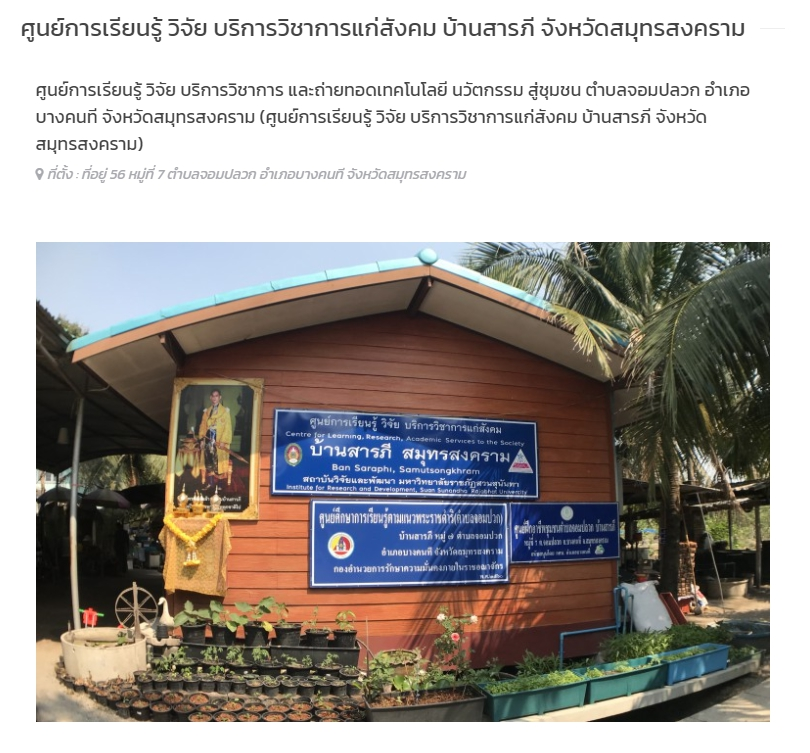 ศูนย์การเรียนรู้ วิจัย บริการวิชาการแก่สังคม บ้านสารภี จังหวัดสมุทรสงคราม
ศูนย์การเรียนรู้ วิจัย บริการวิชาการ และถ่ายทอดเทคโนโลยี นวัตกรรม สู่ชุมชน ตำบลจอมปลวก อำเภอ
บางคนที จังหวัดสมุทรสงคราม (ศูนย์การเรียนรู้ วิจัย บริการวิชาการแก่สังคม บ้านสารภี จังหวัด
สมุทรสงคราม)
ที่ตั้ง : ที่อยู่ 56 หมู่ที่ 7 ตำบลจอมปลวก อำเภอบางคนที จังหวัดสมุทรสงคราม
ศูนย์การเรียนรู้ วิจัย บริการวิชาการแก่สังคม
Centre for Learning, Research, Academic Services to the Society
บ้านสารภี สมุทรสงคราม
Ban Saraphi, Samutsongkhram
สถาบันวิจัยและพัฒนา มหาวิทยาลัยราชภัฏสวนสุนันทา
Institute for Research and Development, Suan Sunandha Rajabhat University
ศูนย์ศึกษาการเรียนรู้ตามแนวพระราชดำริ(ตำบลจอมปลวก)
บ้านสารภี หมู่ ๗ ตำบลจอมปลวก
อำเภอบางคนที จังหวัดสมุทรสงคราม
กองอำนวยการรักษาความมั่นคงภายในราชอาณาจักร